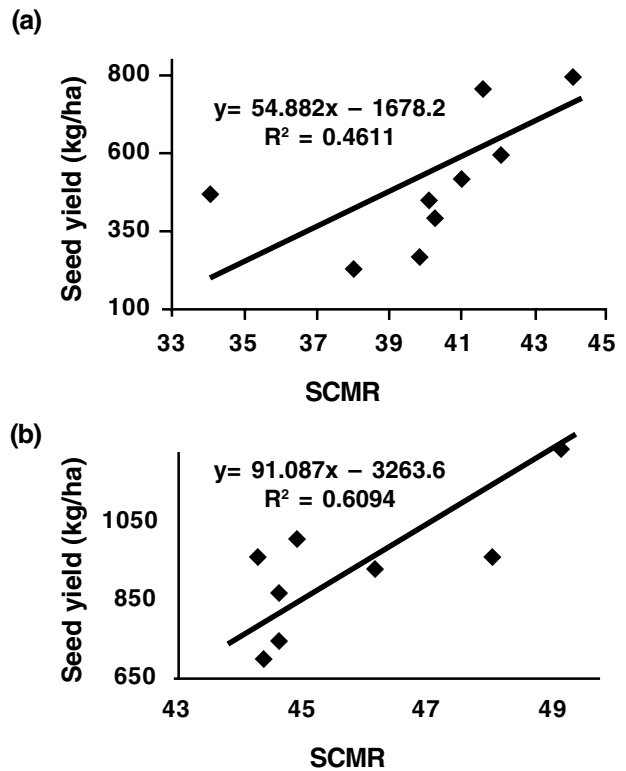 (a)
Seed yield (kg/ha)
800
600
350
100
y= 54.882x – 1678.2
R² = 0.4611
33 35 37 39 41 43 45
SCMR
(b)
Seed yield (kg/ha)
1050
850
650
y= 91.087x – 3263.6
R² = 0.6094
43 45 47 49
SCMR